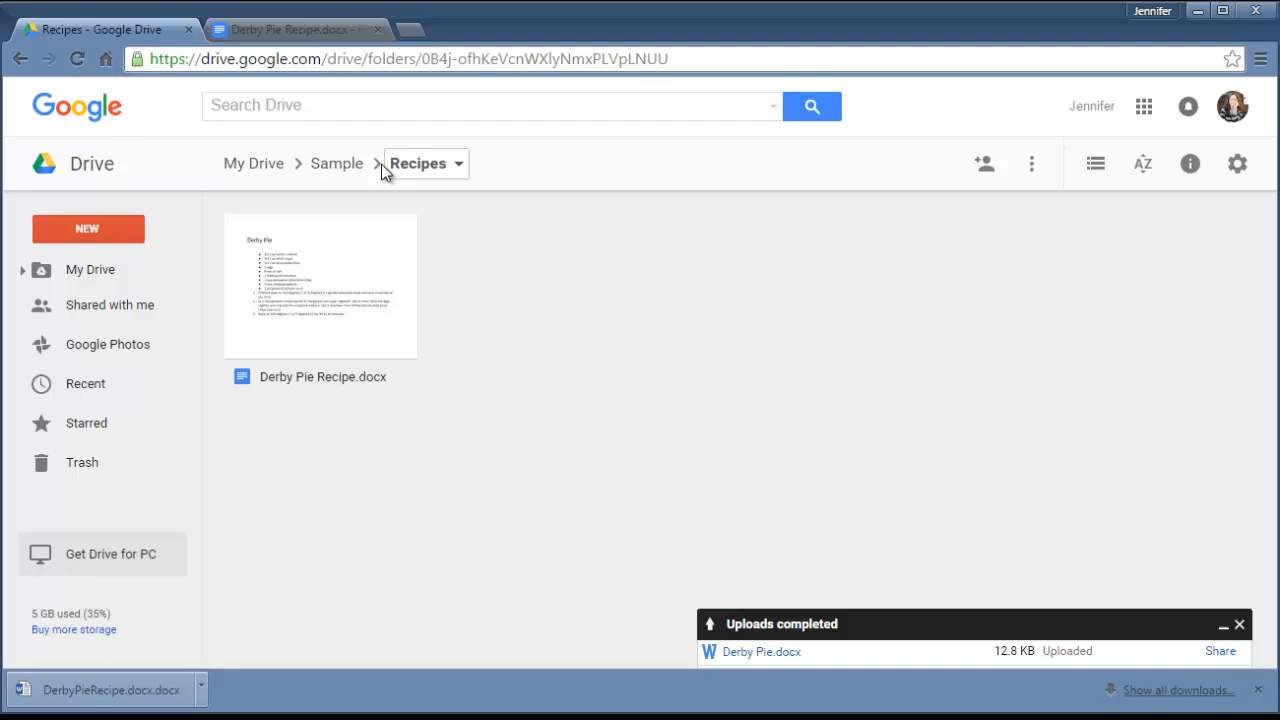 Jennifer
Recipes - Google Drive
Derby Pie Recipe.docx -
https://drive.google.com/drive/folders/0B4j-ofhKeVcnWXlyNmxPLVpLNUU
Google
Search Drive
Jennifer
Drive
My Drive > Sample > Recipes
AZ
NEW
My Drive
Shared with me
Google Photos
Recent
Starred
Trash
Get Drive for PC
5 GB used (35%)
Buy more storage
Derby Pie
Derby Pie Recipe.docx
Uploads completed
Derby Pie.docx 12.8 KB Uploaded Share
DerbyPieRecipe.docx.docx
Show all downloads...